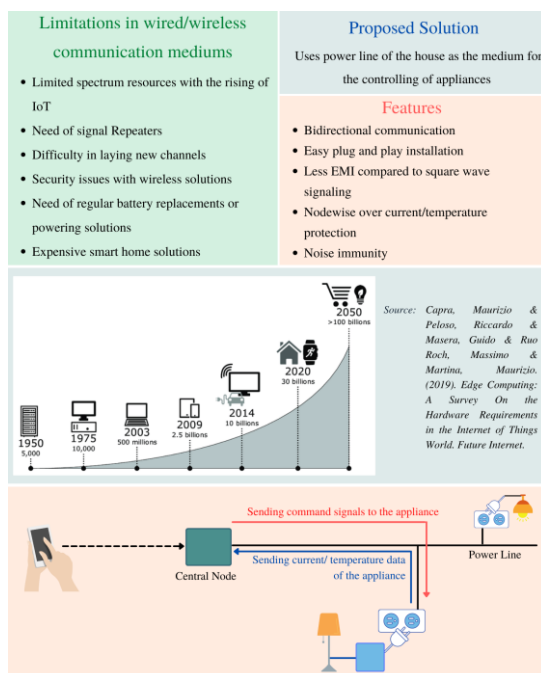 Limitations in wired/wireless
communication mediums
• Limited spectrum resources with the rising of
IoT
• Need of signal Repeaters
• Difficulty in laying new channels
• Security issues with wireless solutions
• Need of regular battery replacements or
powering solutions
• Expensive smart home solutions
Proposed Solution
Uses power line of the house as the medium for
the controlling of appliances
Features
• Bidirectional communication
• Easy plug and play installation
• Less EMI compared to square wave
signaling
• Nodewise over current/temperature
protection
• Noise immunity
1950
5,000
1975
10,000
2003
500 millions
2009
2.5 billions
2014
10 billions
2020
30 billions
2050
>100 billions
Source: Capra, Maurizio &
Peloso, Riccardo &
Masera, Guido & Ruo
Roch, Massimo &
Martina, Maurizio.
(2019). Edge Computing:
A Survey On the
Hardware Requirements
in the Internet of Things
World. Future Internet.
Sending command signals to the appliance
Central Node
Sending current/ temperature data
of the appliance
Power Line